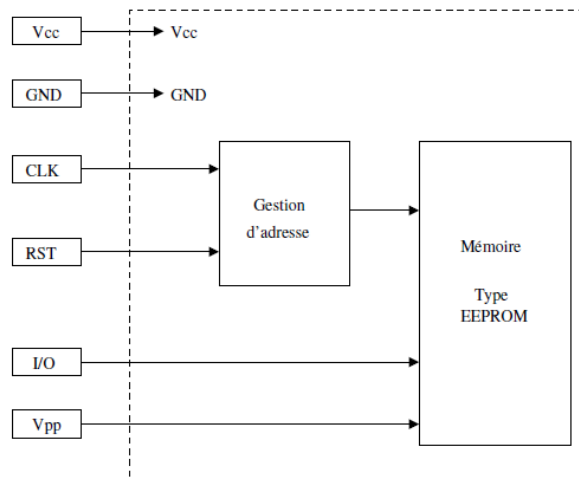 Vcc
Vcc
GND
GND
CLK
Gestion
d'adresse
RST
Mémoire
Type
EEPROM
I/O
Vpp